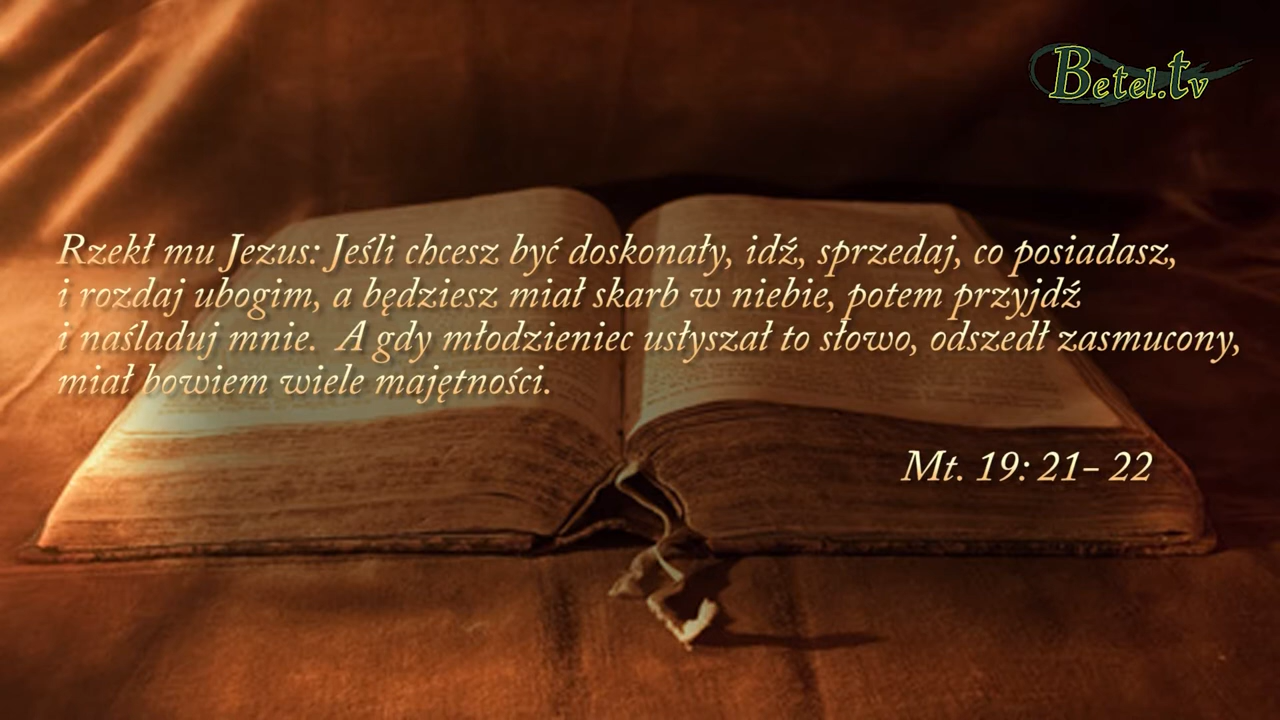 Betel.tv
Rzekł mu Jezus: Jeśli chcesz być doskonały, idź, sprzedaj, co posiadasz,
i rozdaj ubogim, a będziesz miał skarb w niebie, potem przyjdź
i naśladuj mnie. A gdy młodzieniec usłyszał to słowo, odszedł zasmucony,
miał bowiem wiele majętności.
Mt. 19: 21- 22